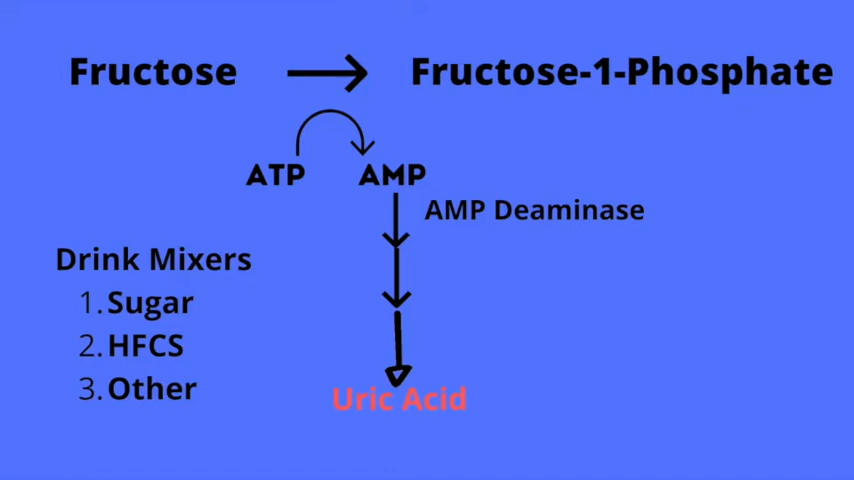 Fructose Fructose-1-Phosphate
ATP AMP
AMP Deaminase
Drink Mixers
1. Sugar
2. HFCS
3. Other
Uric Acid